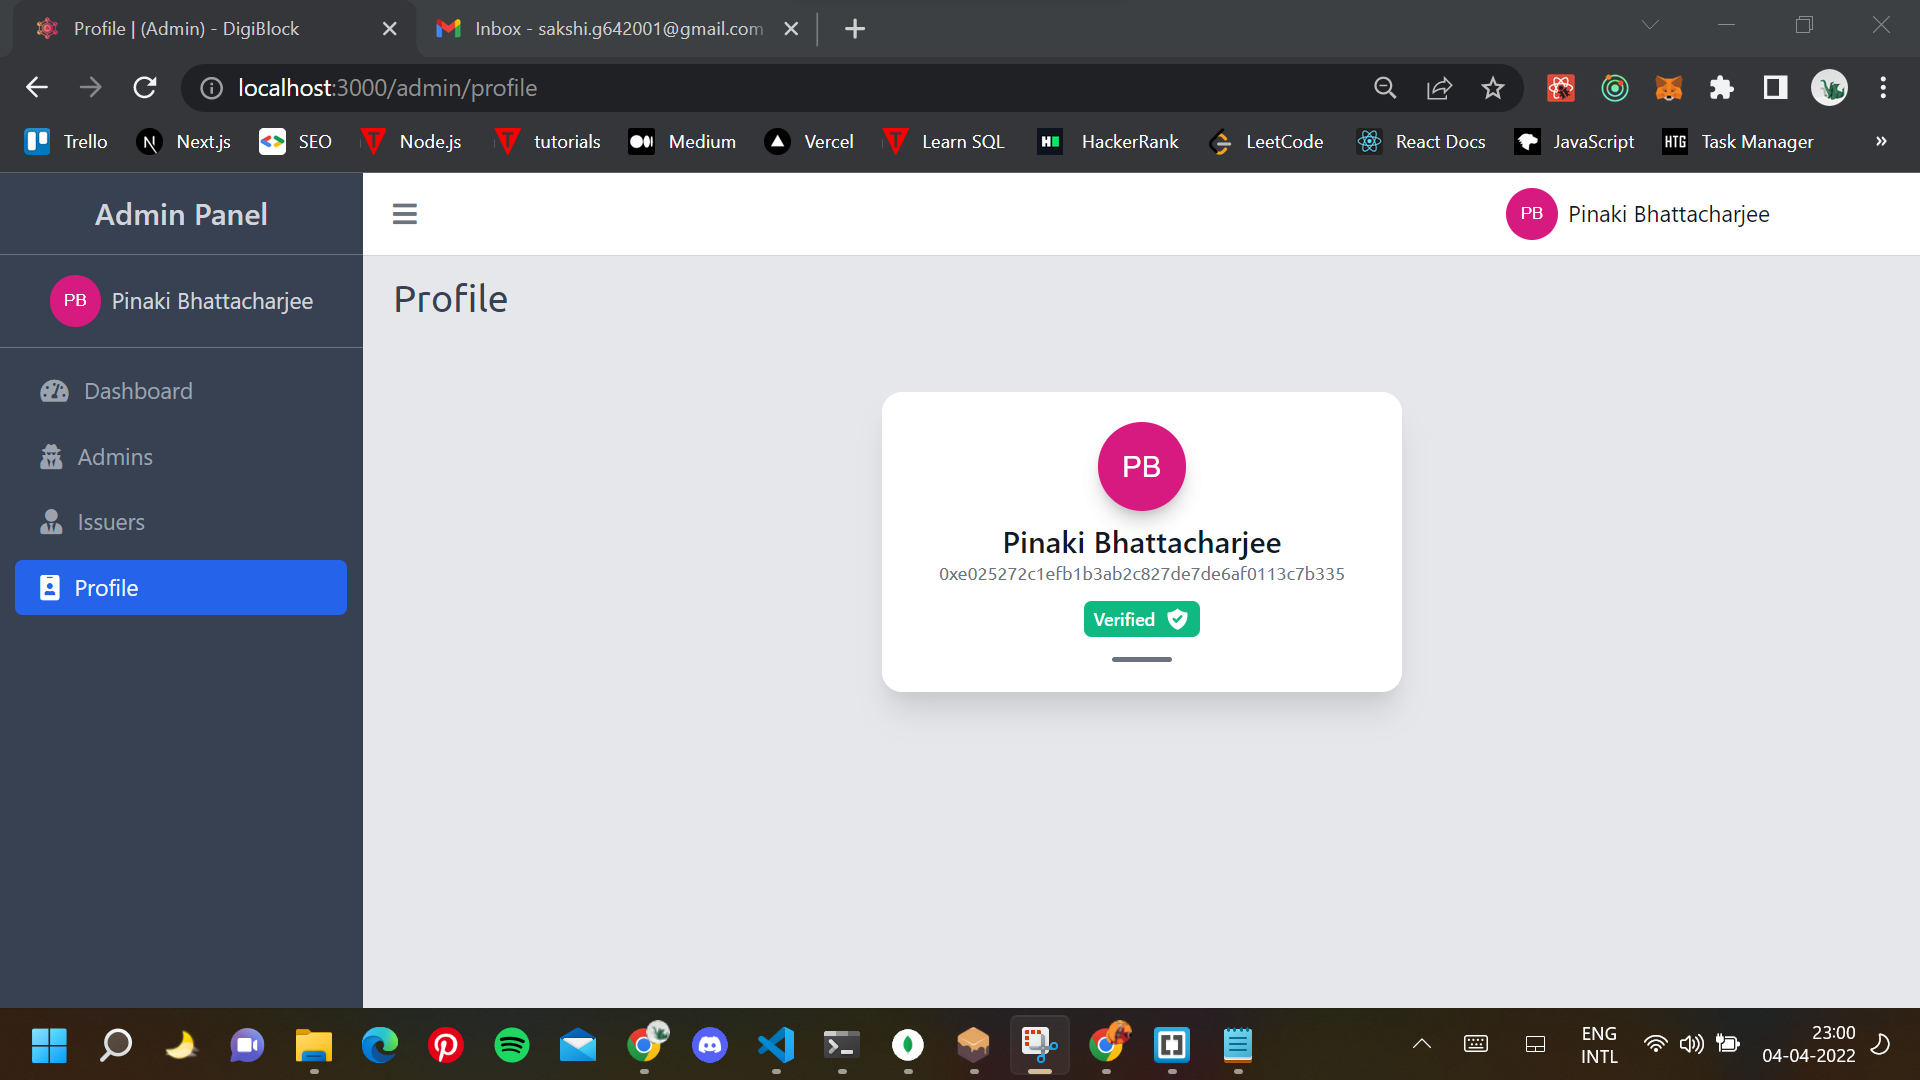 Profile | (Admin) - DigiBlock
Inbox - sakshi.g642001@gmail.com
localhost:3000/admin/profile
Trello
Next.js
SEO
Node.js
tutorials
Medium
Vercel
Learn SQL
HackerRank
LeetCode
React Docs
JavaScript
HTG
Task Manager
»
Admin Panel
PB
Pinaki Bhattacharjee
PB
Pinaki Bhattacharjee
Profile
Dashboard
Admins
Issuers
Profile
PB
Pinaki Bhattacharjee
0xe025272c1efb1b3ab2c827de7de6af0113c7b335
Verified
ENG
INTL
23:00
04-04-2022